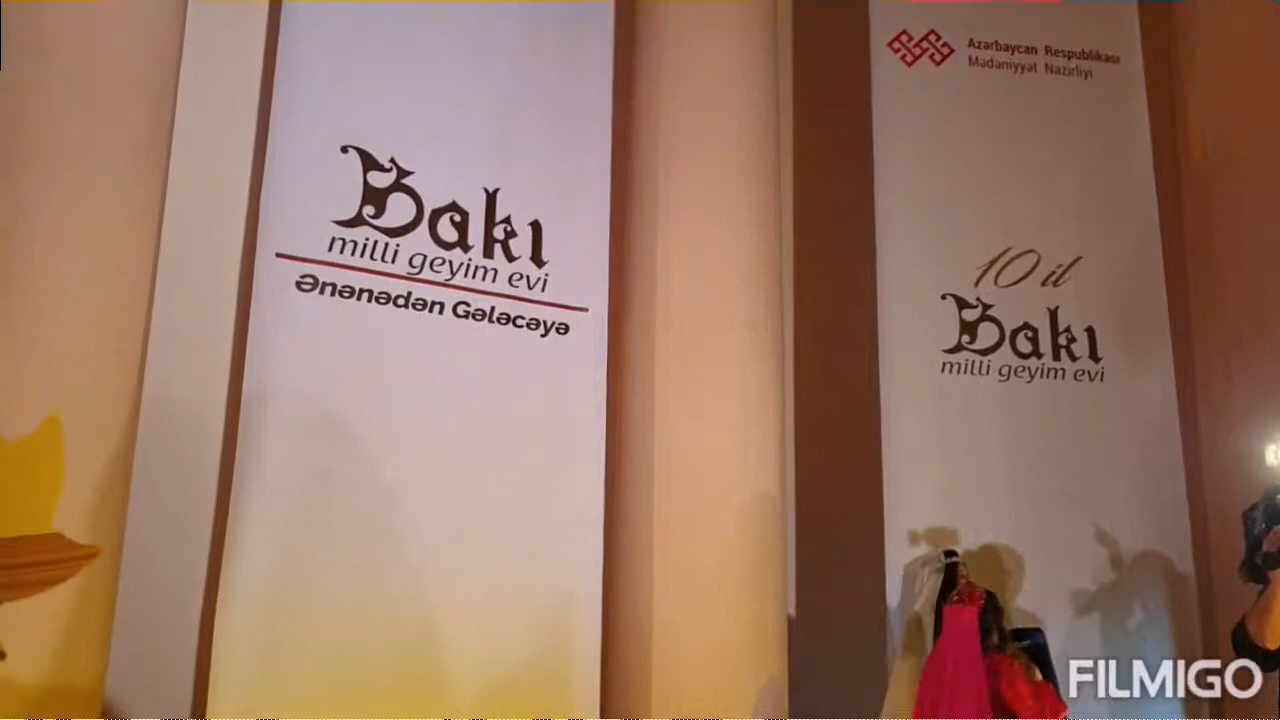 Bakı
milli geyim evi
Ənənədən Gələcəyə
Azərbaycan Respublikası
Mədəniyyət Nazirliyi
10 il
Bakı
milli geyim evi
FILMIGO